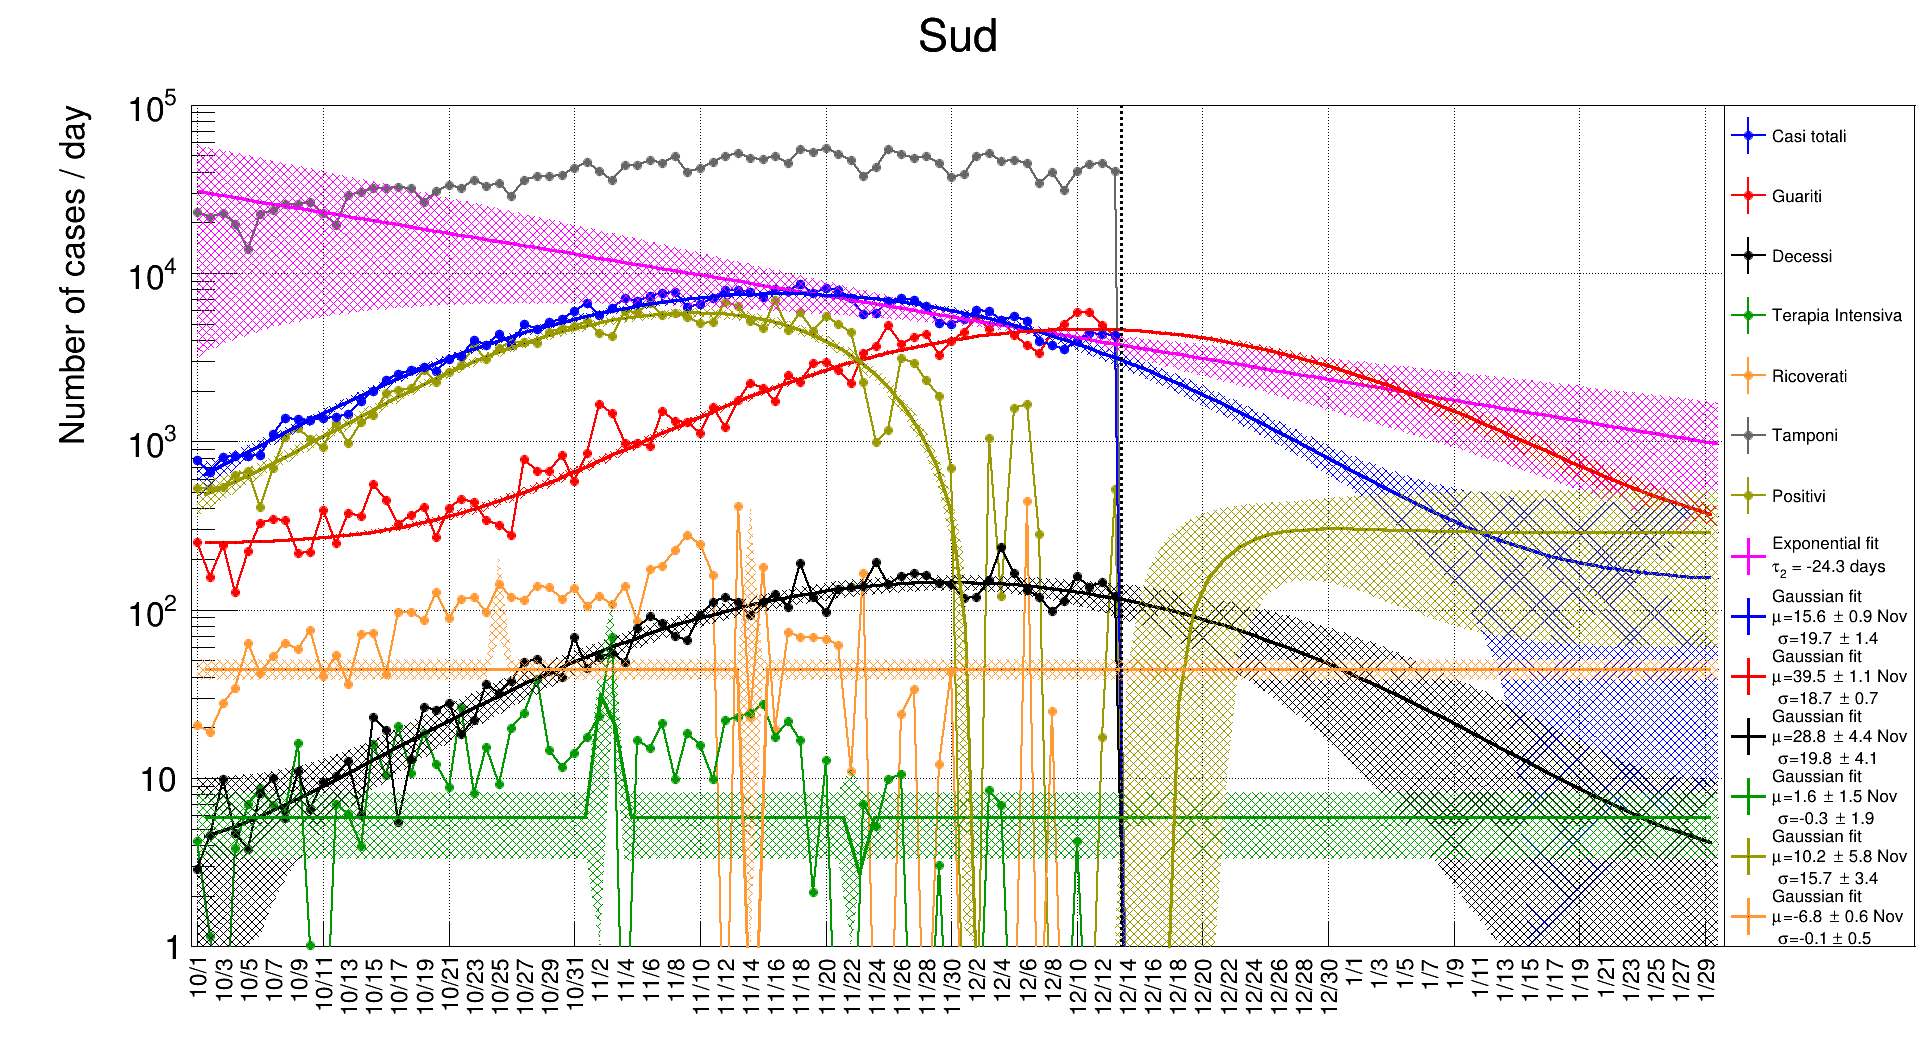 Sud
Number of cases / day
10^5
10^4
10^3
10^2
10
1
10/1
10/3
10/5
10/7
10/9
10/11
10/13
10/15
10/17
10/19
10/21
10/23
10/25
10/27
10/29
10/31
11/2
11/4
11/6
11/8
11/10
11/12
11/14
11/16
11/18
11/20
11/22
11/24
11/26
11/28
11/30
12/2
12/4
12/6
12/8
12/10
12/12
12/14
12/16
12/18
12/20
12/22
12/24
12/26
12/28
12/30
1/1
1/3
1/5
1/7
1/9
1/11
1/13
1/15
1/17
1/19
1/21
1/23
1/25
1/27
1/29
Casi totali
Guariti
Decessi
Terapia Intensiva
Ricoverati
Tamponi
Positivi
Exponential fit
τ₂ = -24.3 days
Gaussian fit
μ=15.6 ± 0.9 Nov
σ=19.7 ± 1.4
Gaussian fit
μ=39.5 ± 1.1 Nov
σ=18.7 ± 0.7
Gaussian fit
μ=28.8 ± 4.4 Nov
σ=19.8 ± 4.1
Gaussian fit
μ=1.6 ± 1.5 Nov
σ=-0.3 ± 1.9
Gaussian fit
μ=10.2 ± 5.8 Nov
σ=15.7 ± 3.4
Gaussian fit
μ=-6.8 ± 0.6 Nov
σ=-0.1 ± 0.5